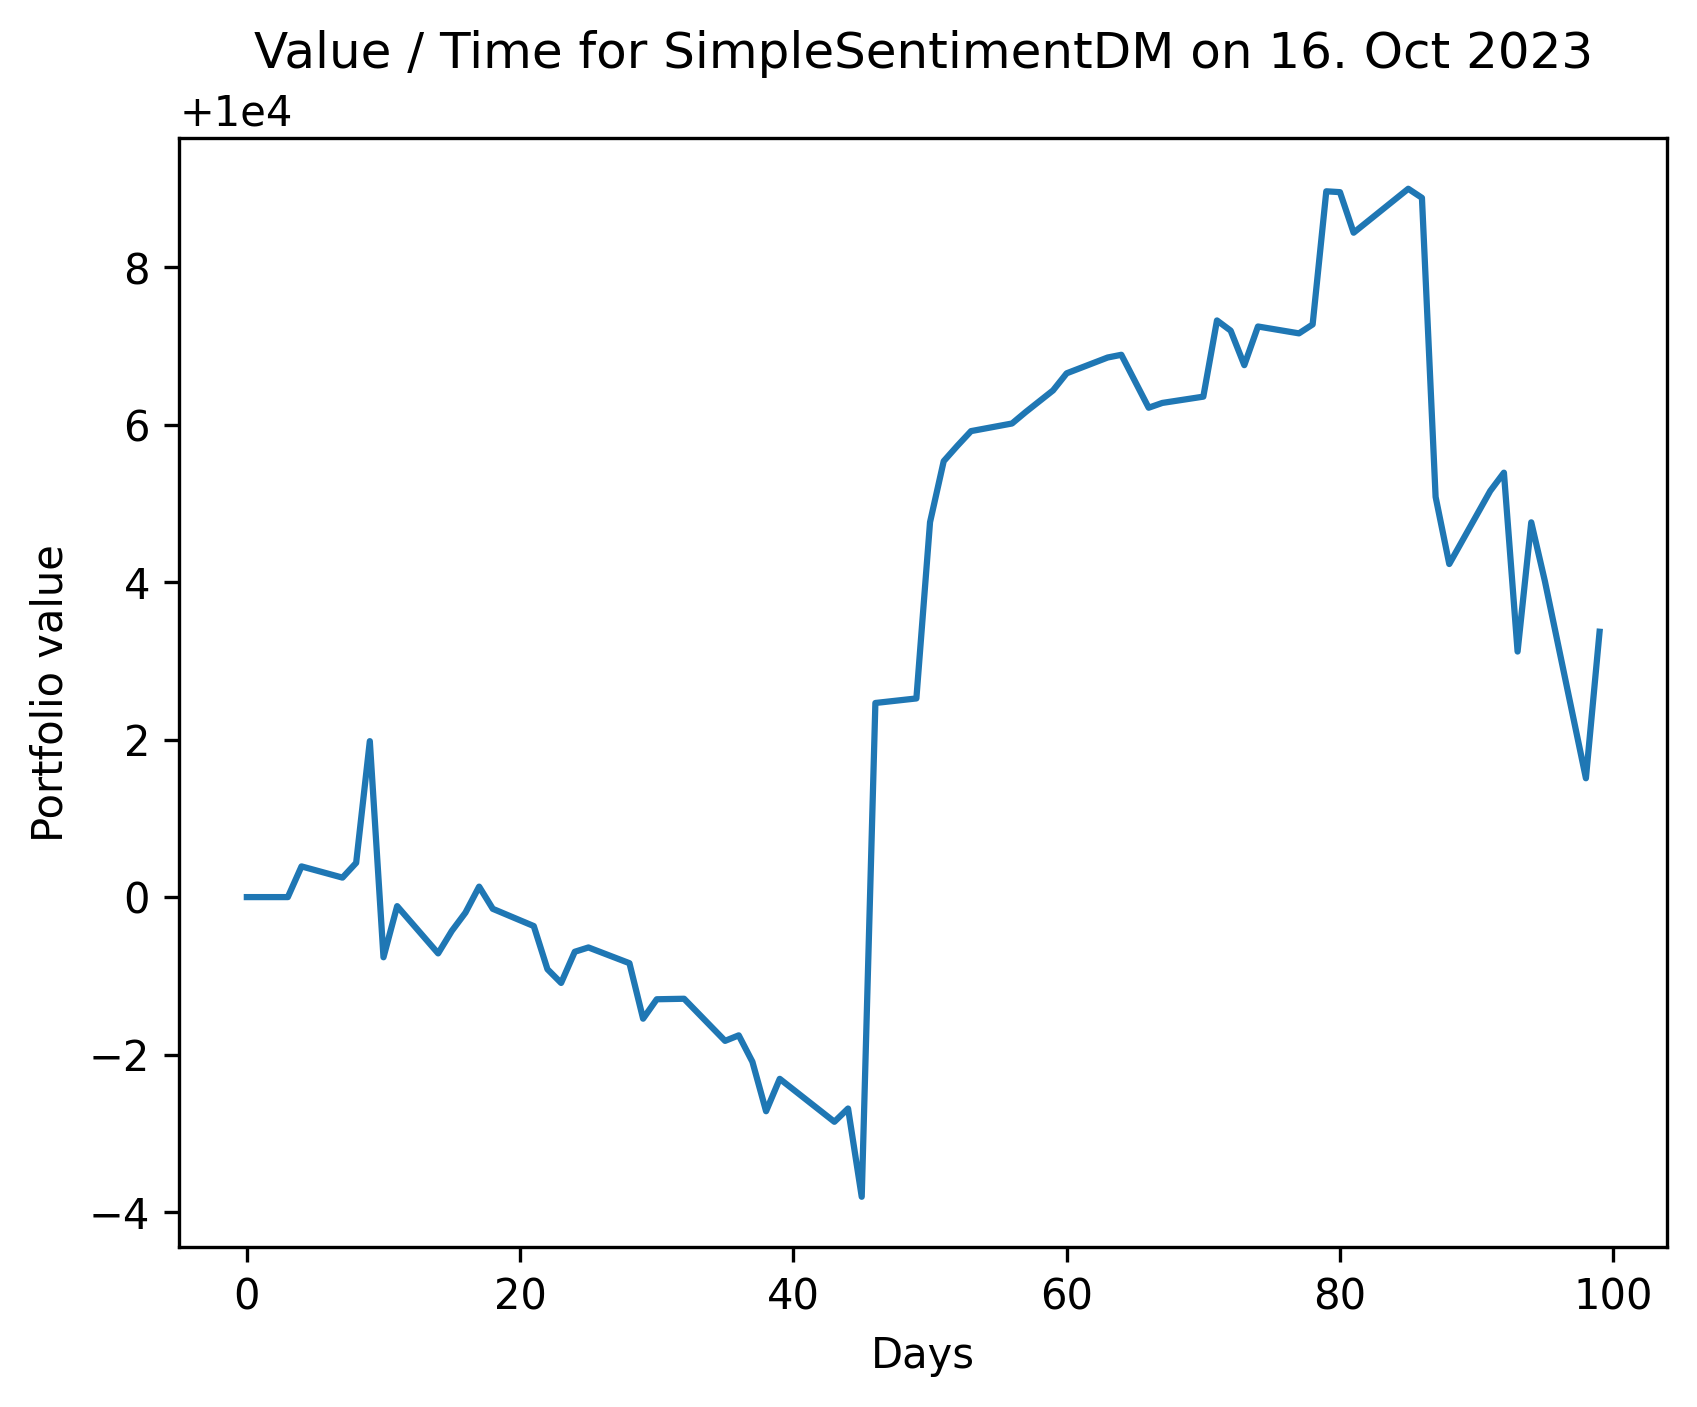 Value / Time for SimpleSentimentDM on 16. Oct 2023
+1e4
8
6
4
2
0
−2
−4
Portfolio value
0 20 40 60 80 100
Days